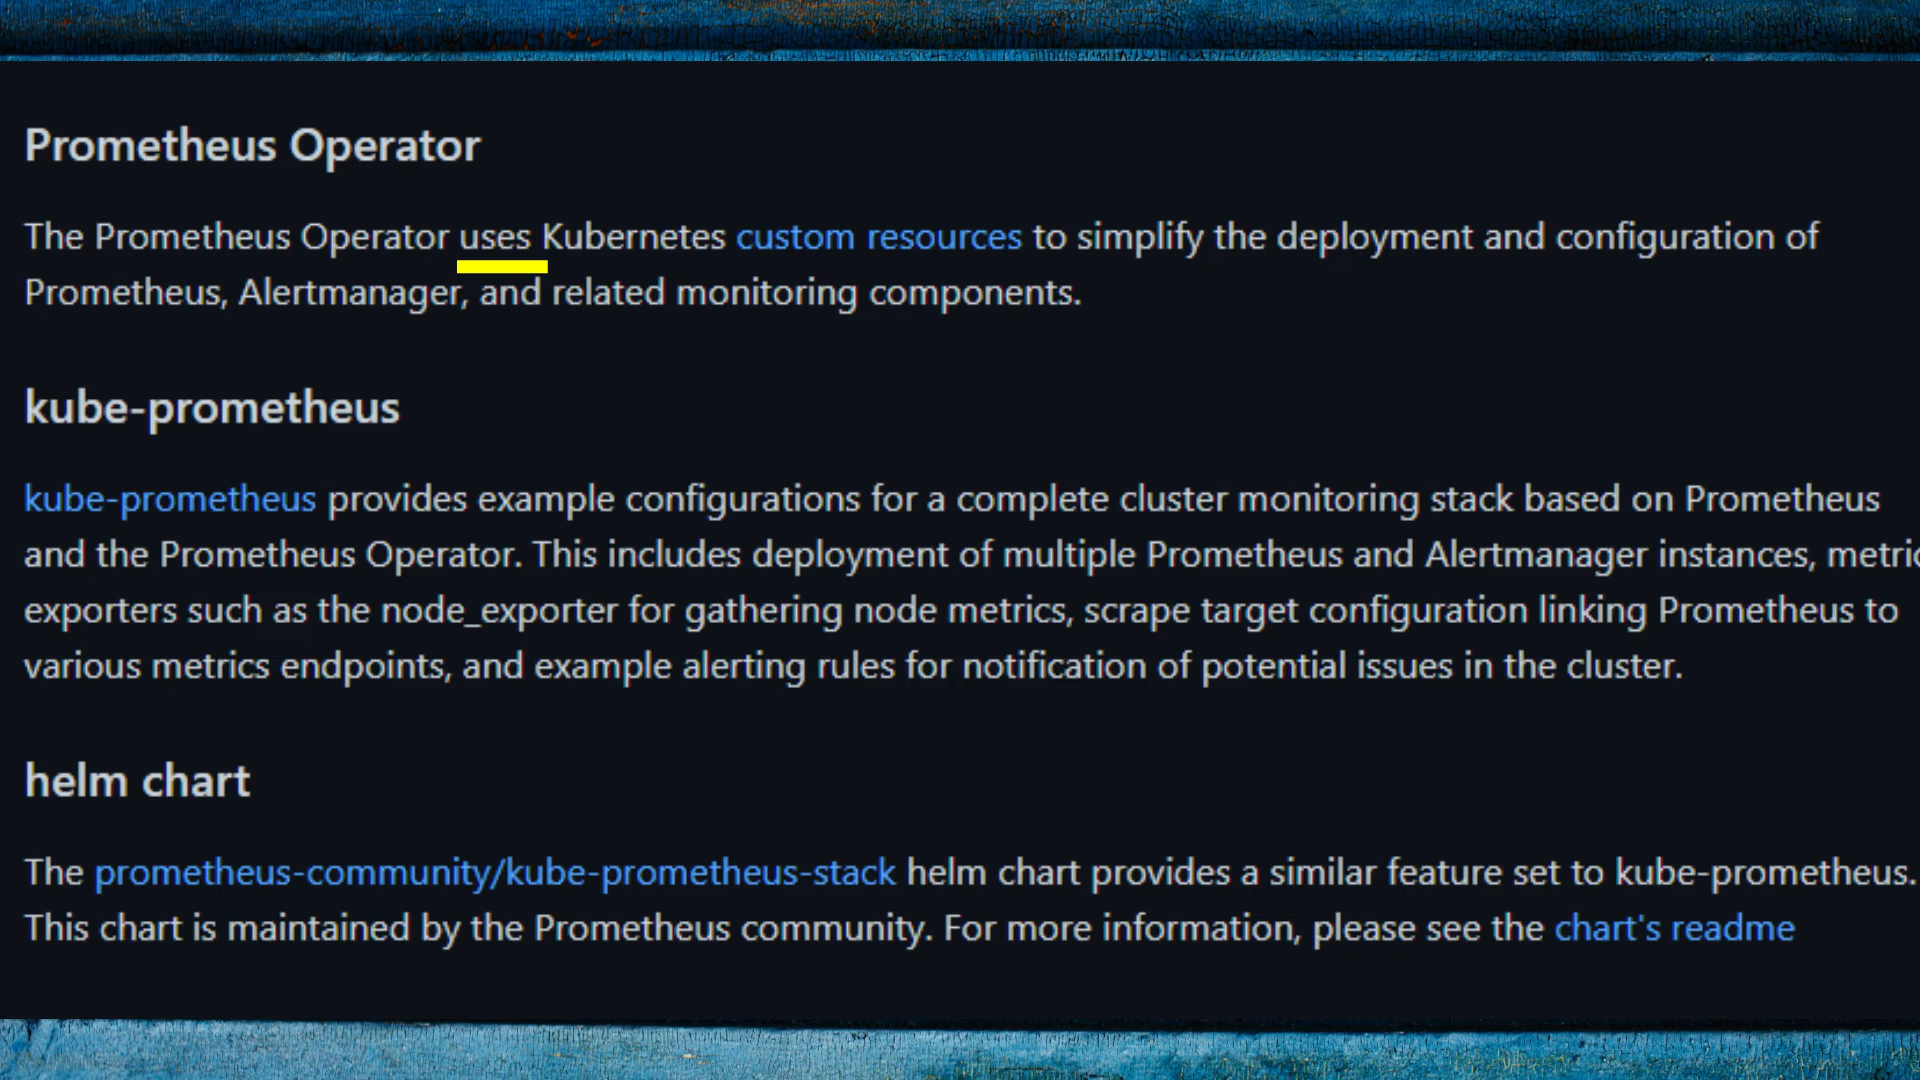 Prometheus Operator
The Prometheus Operator uses Kubernetes custom resources to simplify the deployment and configuration of
Prometheus, Alertmanager, and related monitoring components.
kube-prometheus
kube-prometheus provides example configurations for a complete cluster monitoring stack based on Prometheus
and the Prometheus Operator. This includes deployment of multiple Prometheus and Alertmanager instances, metric
exporters such as the node_exporter for gathering node metrics, scrape target configuration linking Prometheus to
various metrics endpoints, and example alerting rules for notification of potential issues in the cluster.
helm chart
The prometheus-community/kube-prometheus-stack helm chart provides a similar feature set to kube-prometheus.
This chart is maintained by the Prometheus community. For more information, please see the chart's readme